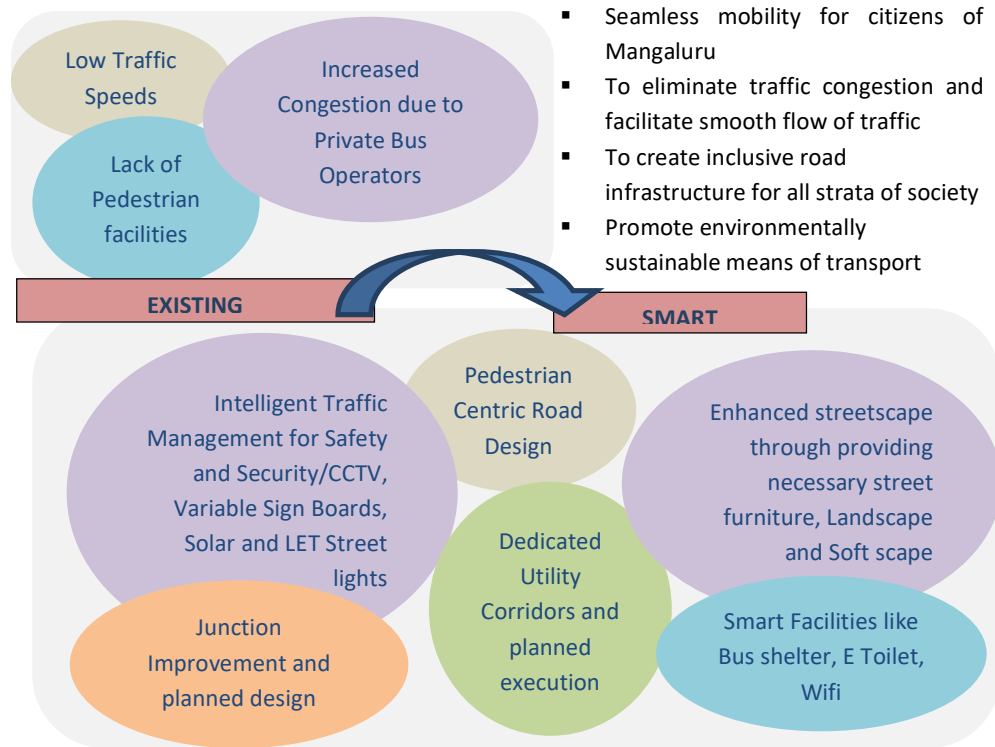 Low Traffic
Speeds
Increased
Congestion due to
Private Bus
Operators
Lack of
Pedestrian
facilities
▪ Seamless mobility for citizens of
Mangaluru
▪ To eliminate traffic congestion and
facilitate smooth flow of traffic
▪ To create inclusive road
infrastructure for all strata of society
▪ Promote environmentally
sustainable means of transport
EXISTING
SMART
Intelligent Traffic
Management for Safety
and Security/CCTV,
Variable Sign Boards,
Solar and LET Street
lights
Pedestrian
Centric Road
Design
Enhanced streetscape
through providing
necessary street
furniture, Landscape
and Soft scape
Dedicated
Utility
Corridors and
planned
execution
Junction
Improvement and
planned design
Smart Facilities like
Bus shelter, E Toilet,
Wifi